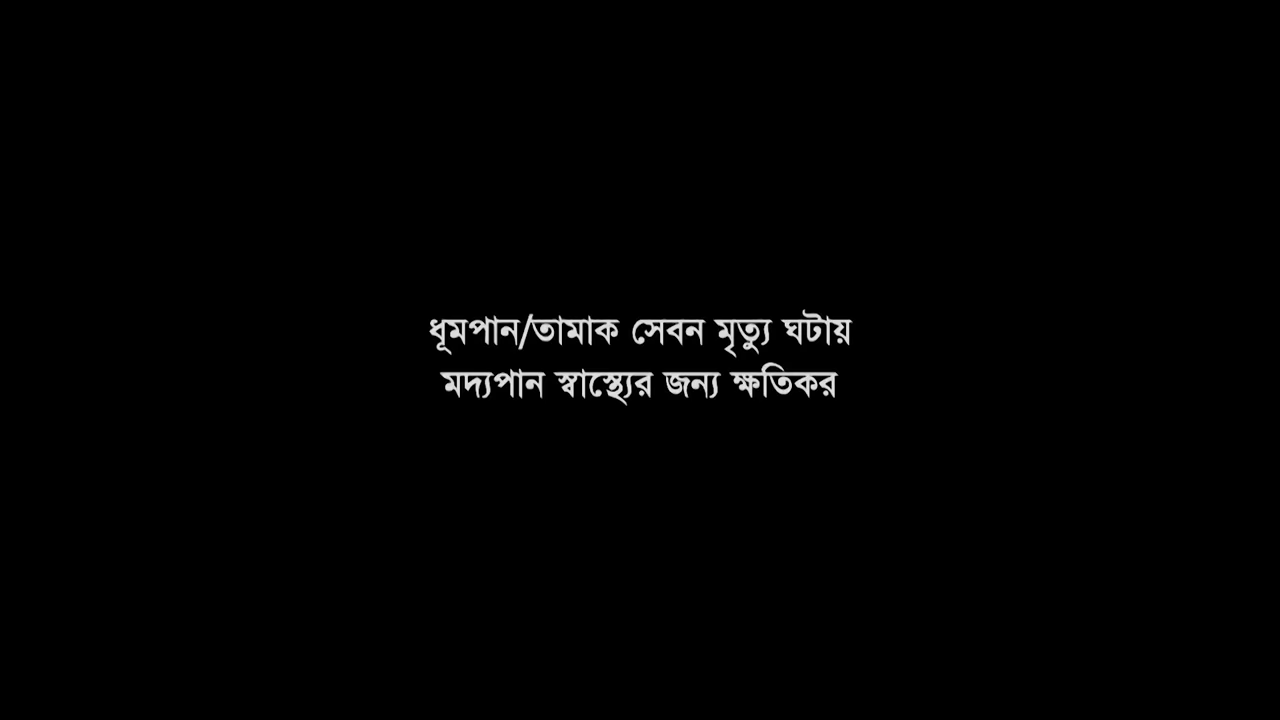 ধূমপান/তামাক সেবন মৃত্যু ঘটায়
মদ্যপান স্বাস্থ্যের জন্য ক্ষতিকর